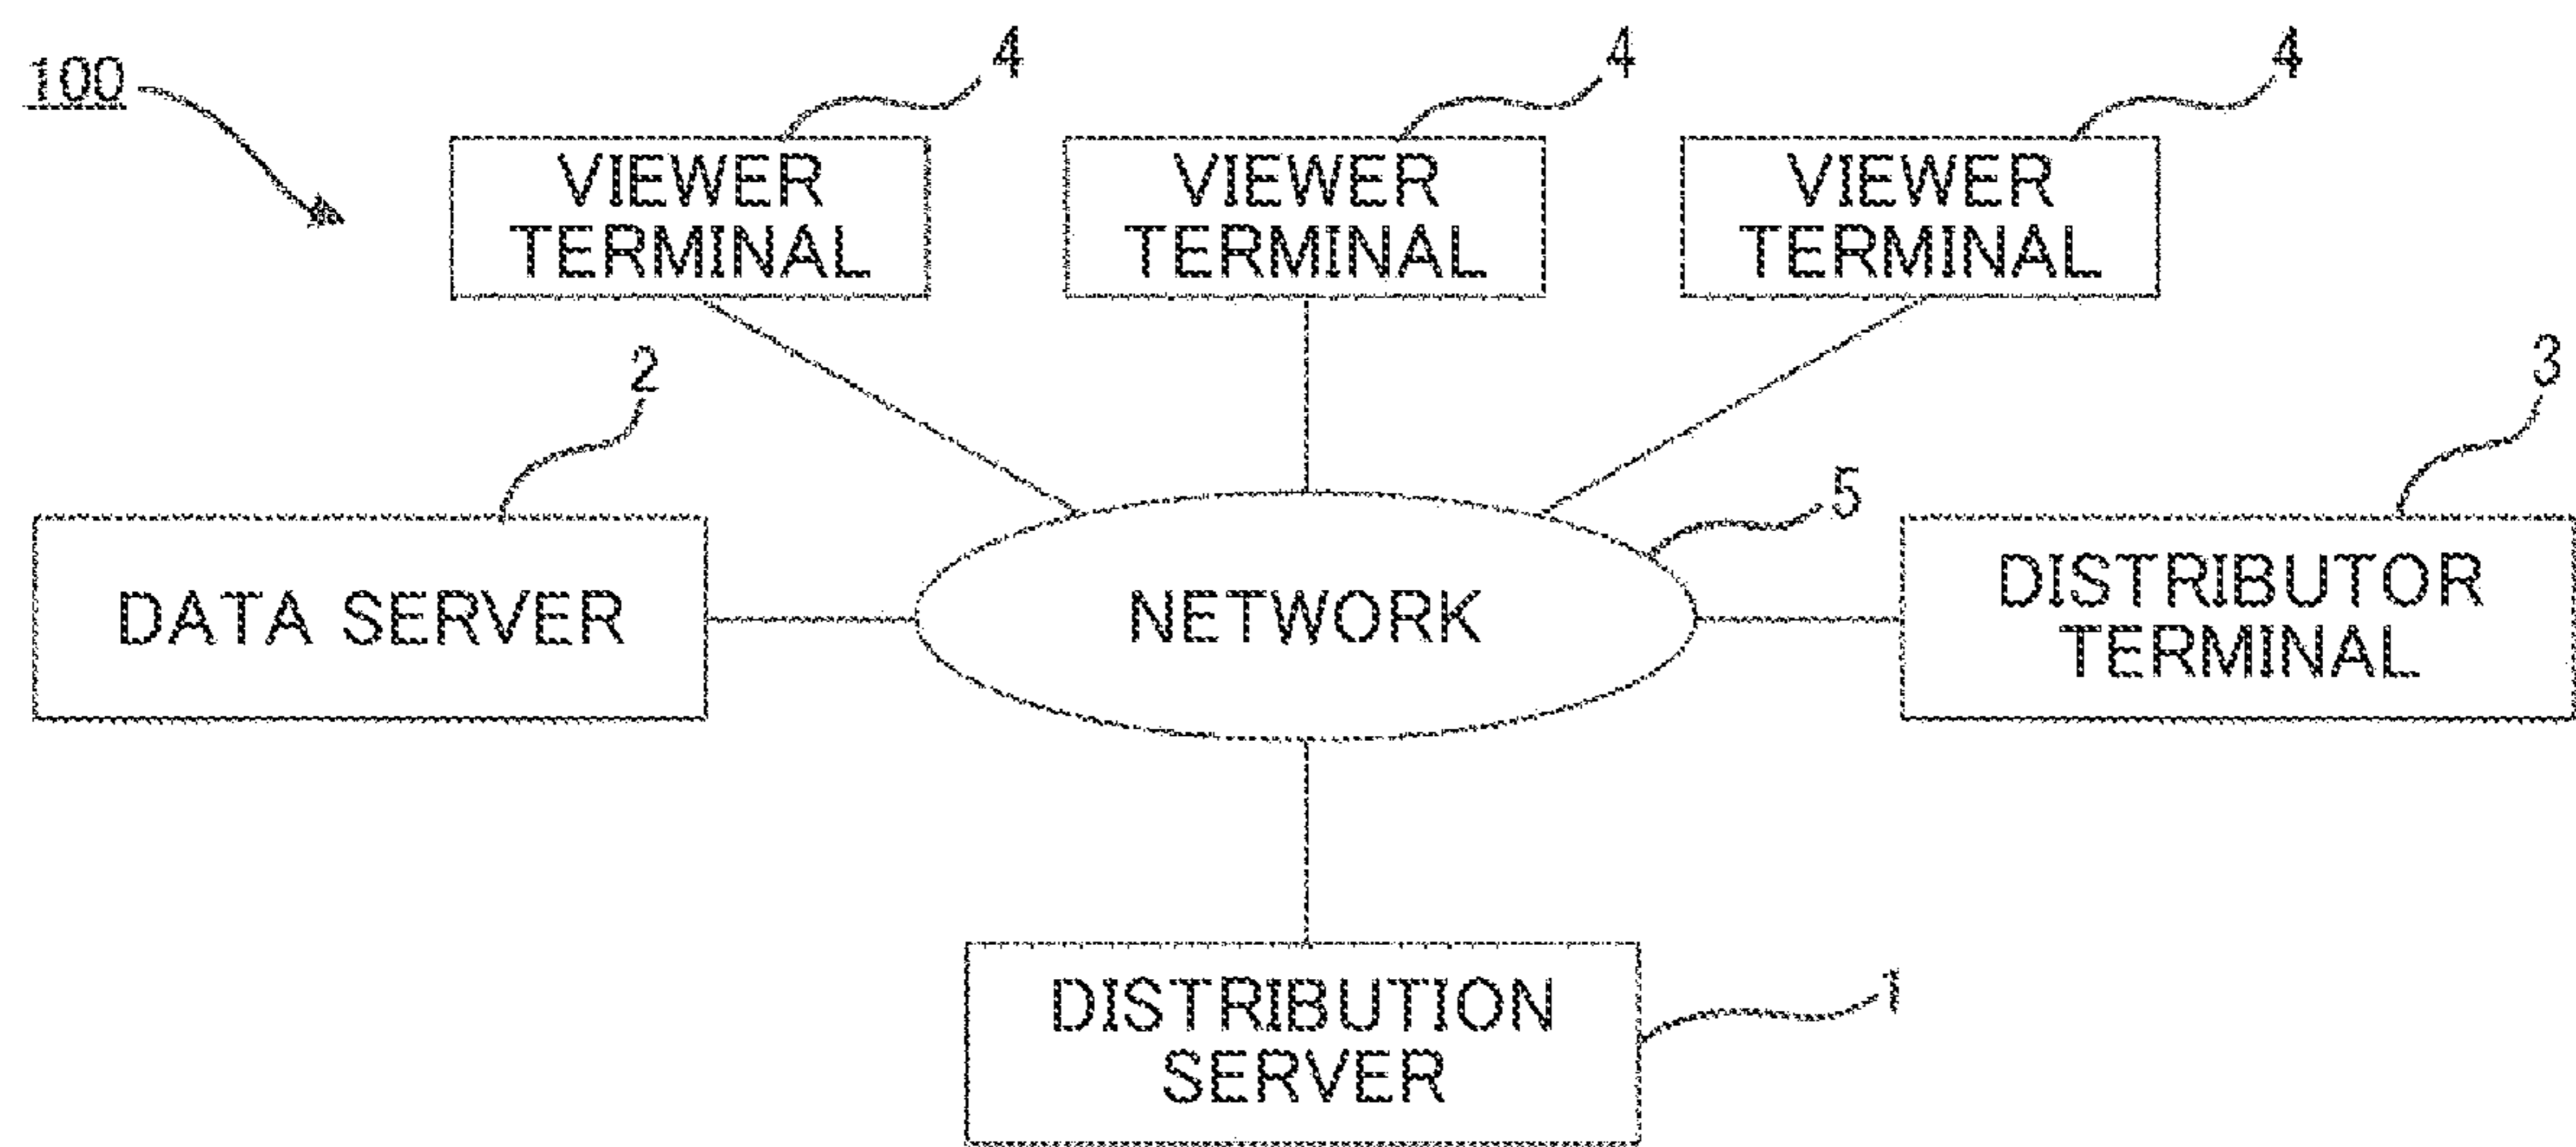 100
4
4
4
VIEWER
TERMINAL
VIEWER
TERMINAL
VIEWER
TERMINAL
2
3
5
DATA SERVER
NETWORK
DISTRIBUTOR
TERMINAL
DISTRIBUTION
SERVER
1